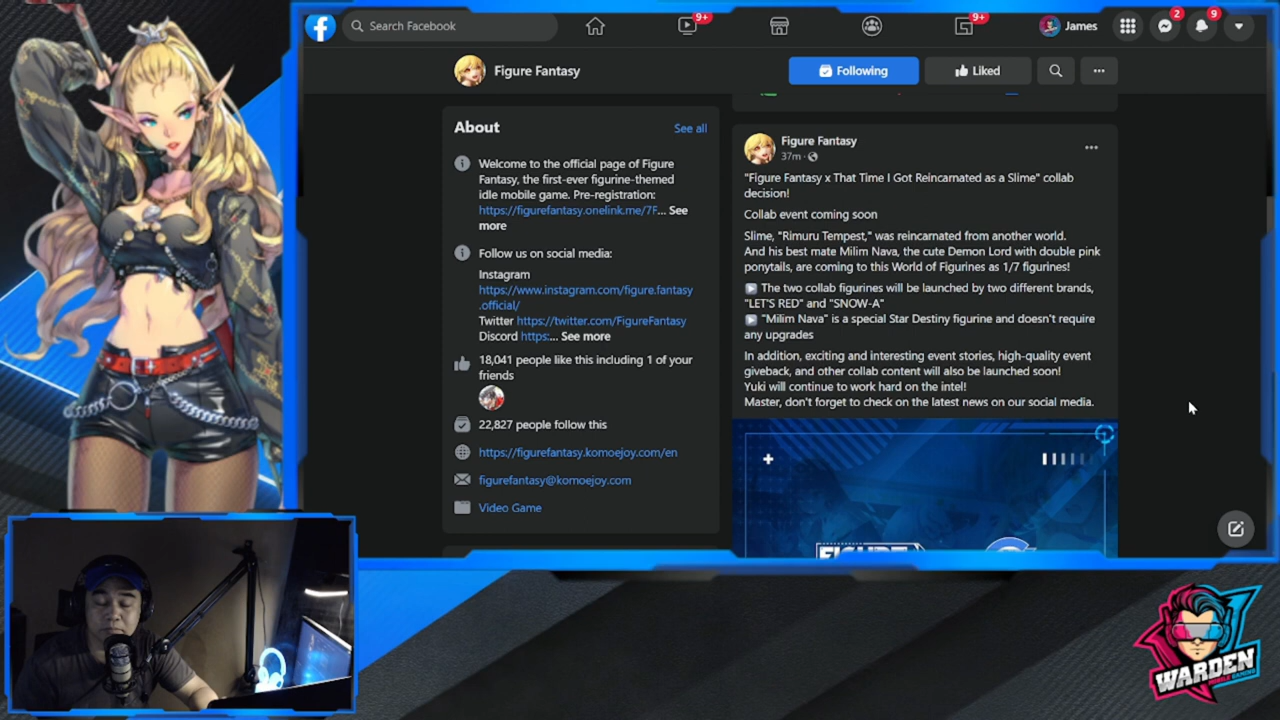 Search Facebook
9+
9+
James
2
9
Figure Fantasy
Following
Liked
About
See all
Welcome to the official page of Figure
Fantasy, the first-ever figurine-themed
idle mobile game. Pre-registration:
https://figurefantasy.onelink.me/7F... See
more
Follow us on social media:
Instagram
https://www.instagram.com/figure.fantasy
.official/
Twitter https://twitter.com/FigureFantasy
Discord https:... See more
18,041 people like this including 1 of your
friends
22,827 people follow this
https://figurefantasy.komoejoy.com/en
figurefantasy@komoejoy.com
Video Game
Figure Fantasy
37m ·
"Figure Fantasy x That Time I Got Reincarnated as a Slime" collab
decision!
Collab event coming soon
Slime, "Rimuru Tempest," was reincarnated from another world.
And his best mate Milim Nava, the cute Demon Lord with double pink
ponytails, are coming to this World of Figurines as 1/7 figurines!
The two collab figurines will be launched by two different brands,
"LET'S RED" and "SNOW-A"
"Milim Nava" is a special Star Destiny figurine and doesn't require
any upgrades
In addition, exciting and interesting event stories, high-quality event
giveback, and other collab content will also be launched soon!
Yuki will continue to work hard on the intel!
Master, don't forget to check on the latest news on our social media.
FIGURE
WARDEN
MOBILE GAMING